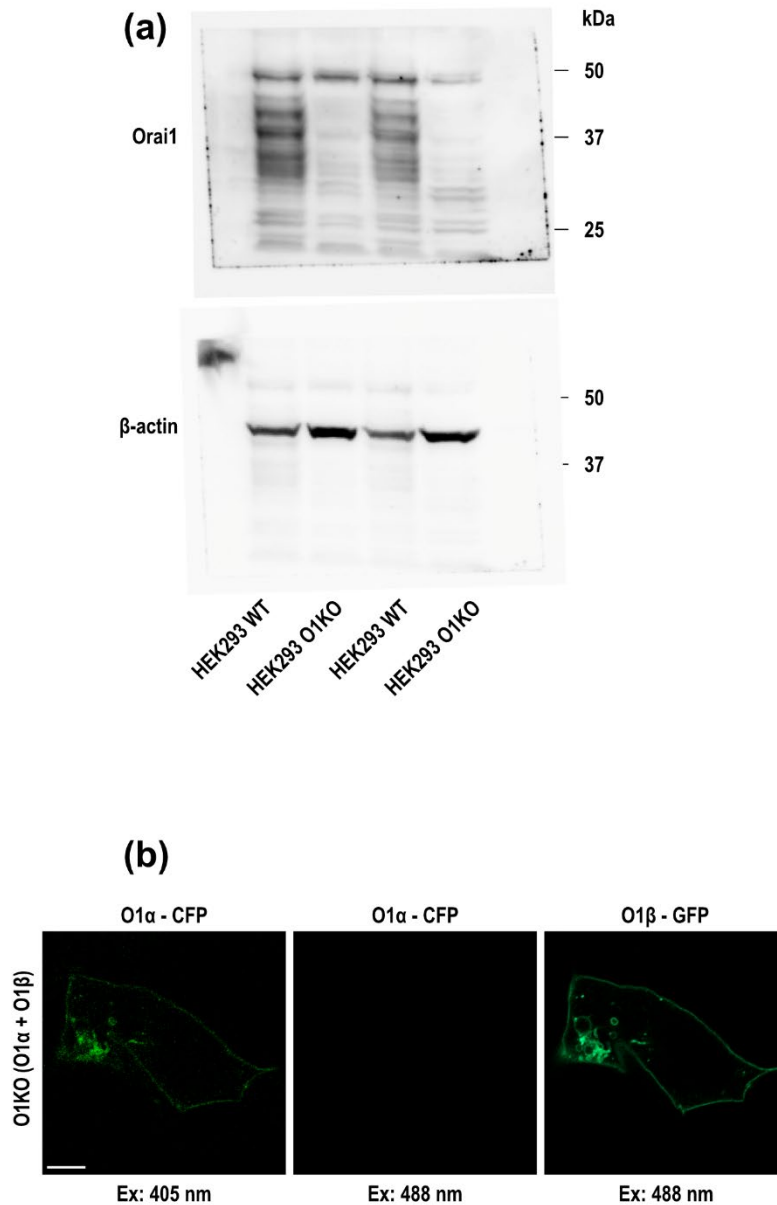 (a)
kDa
50
Orai1
37
25
50
β-actin
37
HEK293 WT
HEK293 O1KO
HEK293 WT
HEK293 O1KO
(b)
O1α - CFP
O1α - CFP
O1β - GFP
O1KO (O1α + O1β)
Ex: 405 nm
Ex: 488 nm
Ex: 488 nm